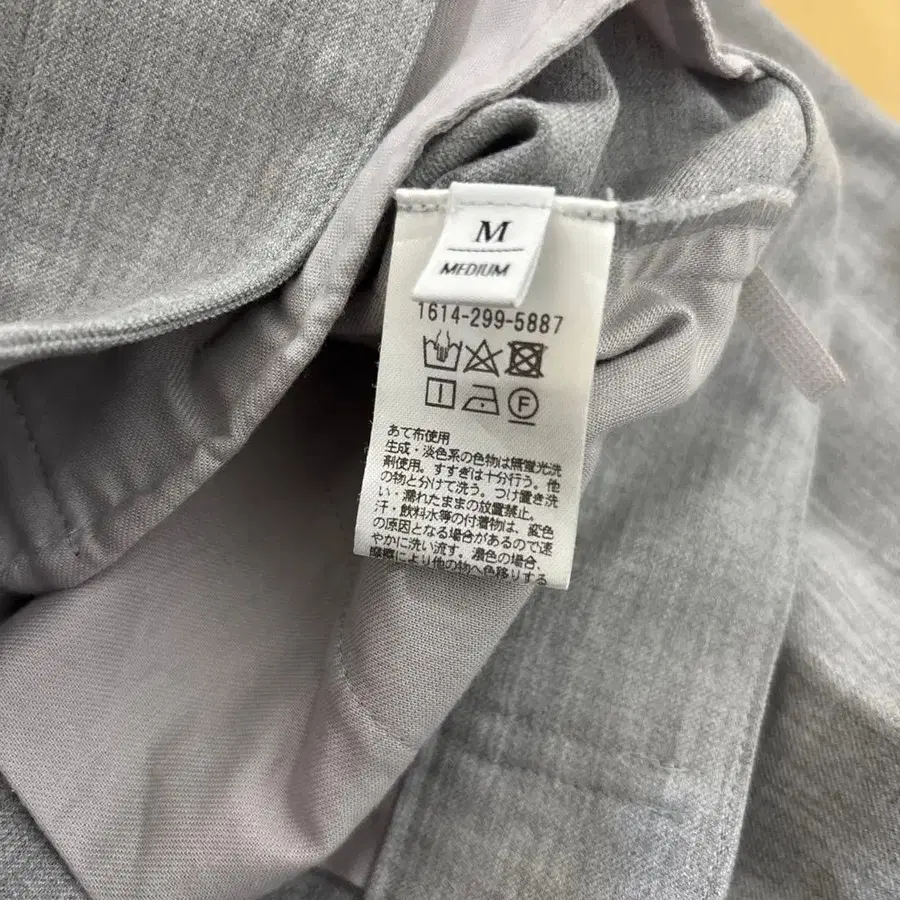 M
MEDIUM
1614-299-5887
F
あて布使用
生成・淡色系の色物は無蛍光洗
剤使用。すすぎは十分行う。他
の物と分けて洗う。つけ置き洗
い・濡れたままの放置禁止。
汗・飲料水等の付着物は、変色
の原因となる場合があるので速
やかに洗い流す。濃色の場合、
摩擦により他の物へ色移りする